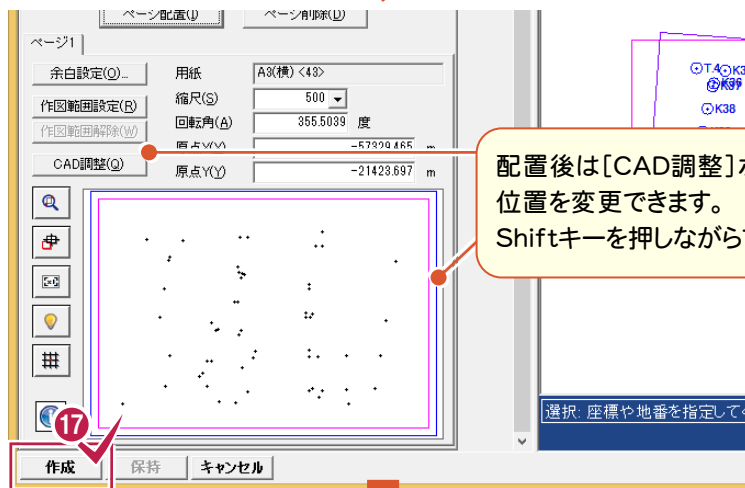 ページ配置(I)
ページ削除(D)
ページ1
余白設定(O)...
用紙
A3(横) <43>
作図範囲設定(R)
縮尺(S)
500
作図範囲解除(W)
回転角(A)
355.5039 度
-57329.465 m
CAD調整(Q)
原点Y(Y)
-21423.697 m
配置後は[CAD調整]
位置を変更できます。
Shiftキーを押しながら
T.4
K38
選択: 座標や地番を指定して
17
作成
保持
キャンセル